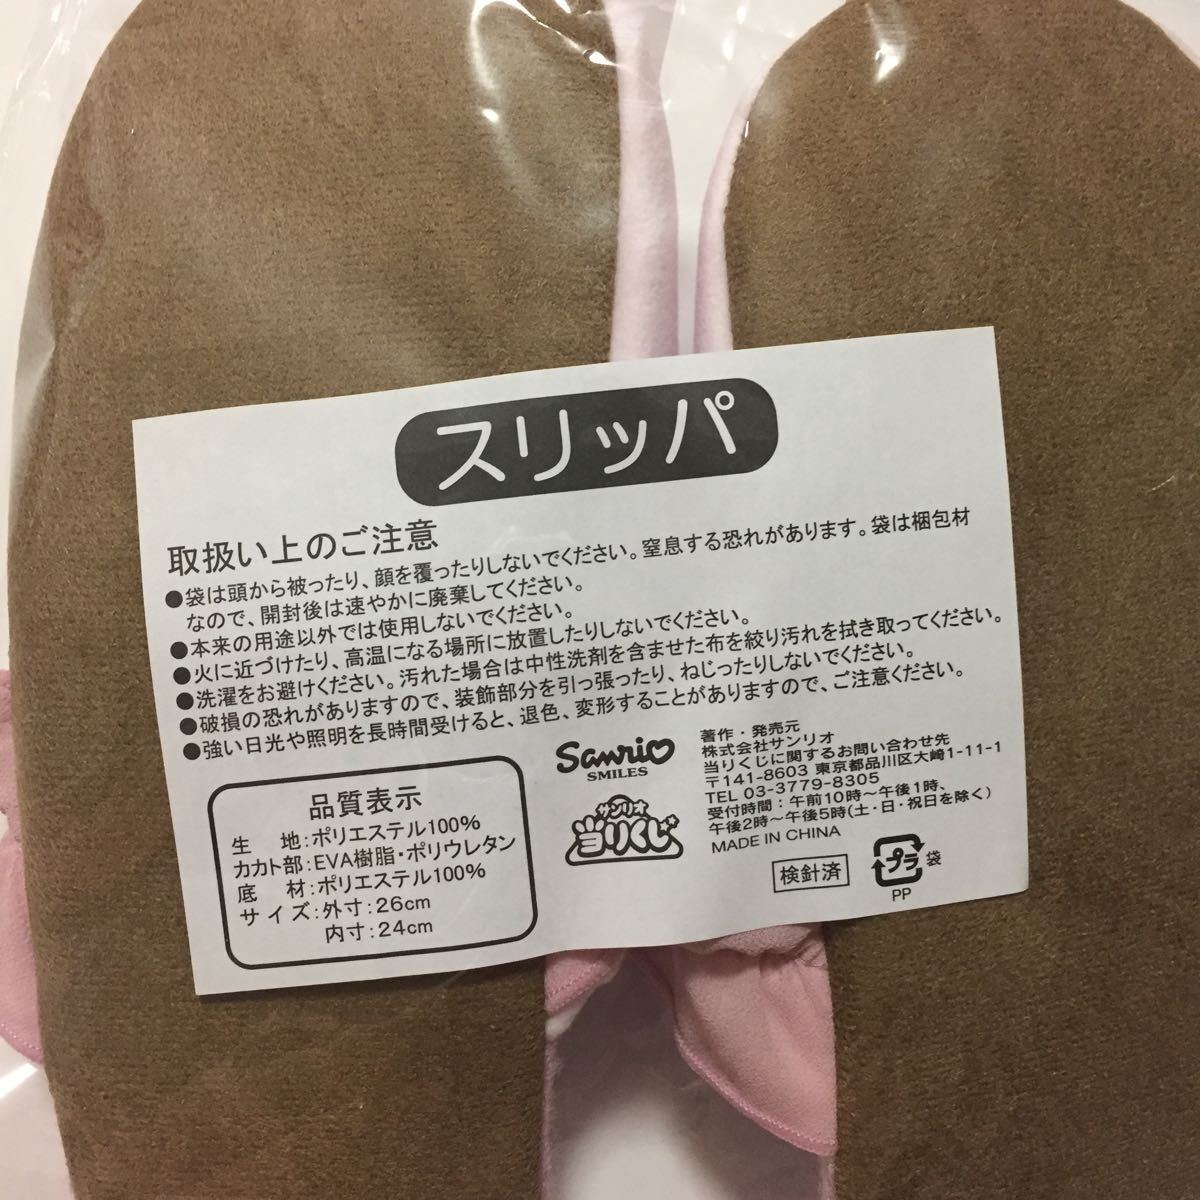 スリッパ
取扱い上のご注意
●袋は頭から被ったり、顔を覆ったりしないでください。窒息する恐れがあります。袋は梱包材
なので、開封後は速やかに廃棄してください。
●本来の用途以外では使用しないでください。
●火に近づけたり、高温になる場所に放置したりしないでください。
●洗濯をお避けください。汚れた場合は中性洗剤を含ませた布を絞り汚れを拭き取ってください。
●破損の恐れがありますので、装飾部分を引っ張ったり、ねじったりしないでください。
●強い日光や照明を長時間受けると、退色、変形することがありますので、ご注意ください。
品質表示
生 地:ポリエステル100%
カカト部:EVA樹脂・ポリウレタン
底 材:ポリエステル100%
サイズ:外寸:26cm
内寸:24cm
Sanrio
SMILES
サンリオ
当りくじ
著作・発売元
株式会社サンリオ
当りくじに関するお問い合わせ先
〒141-8603 東京都品川区大崎1-11-1
TEL 03-3779-8305
受付時間:午前10時～午後1時、
午後2時～午後5時(土・日・祝日を除く)
MADE IN CHINA
検針済
プラ 袋
PP